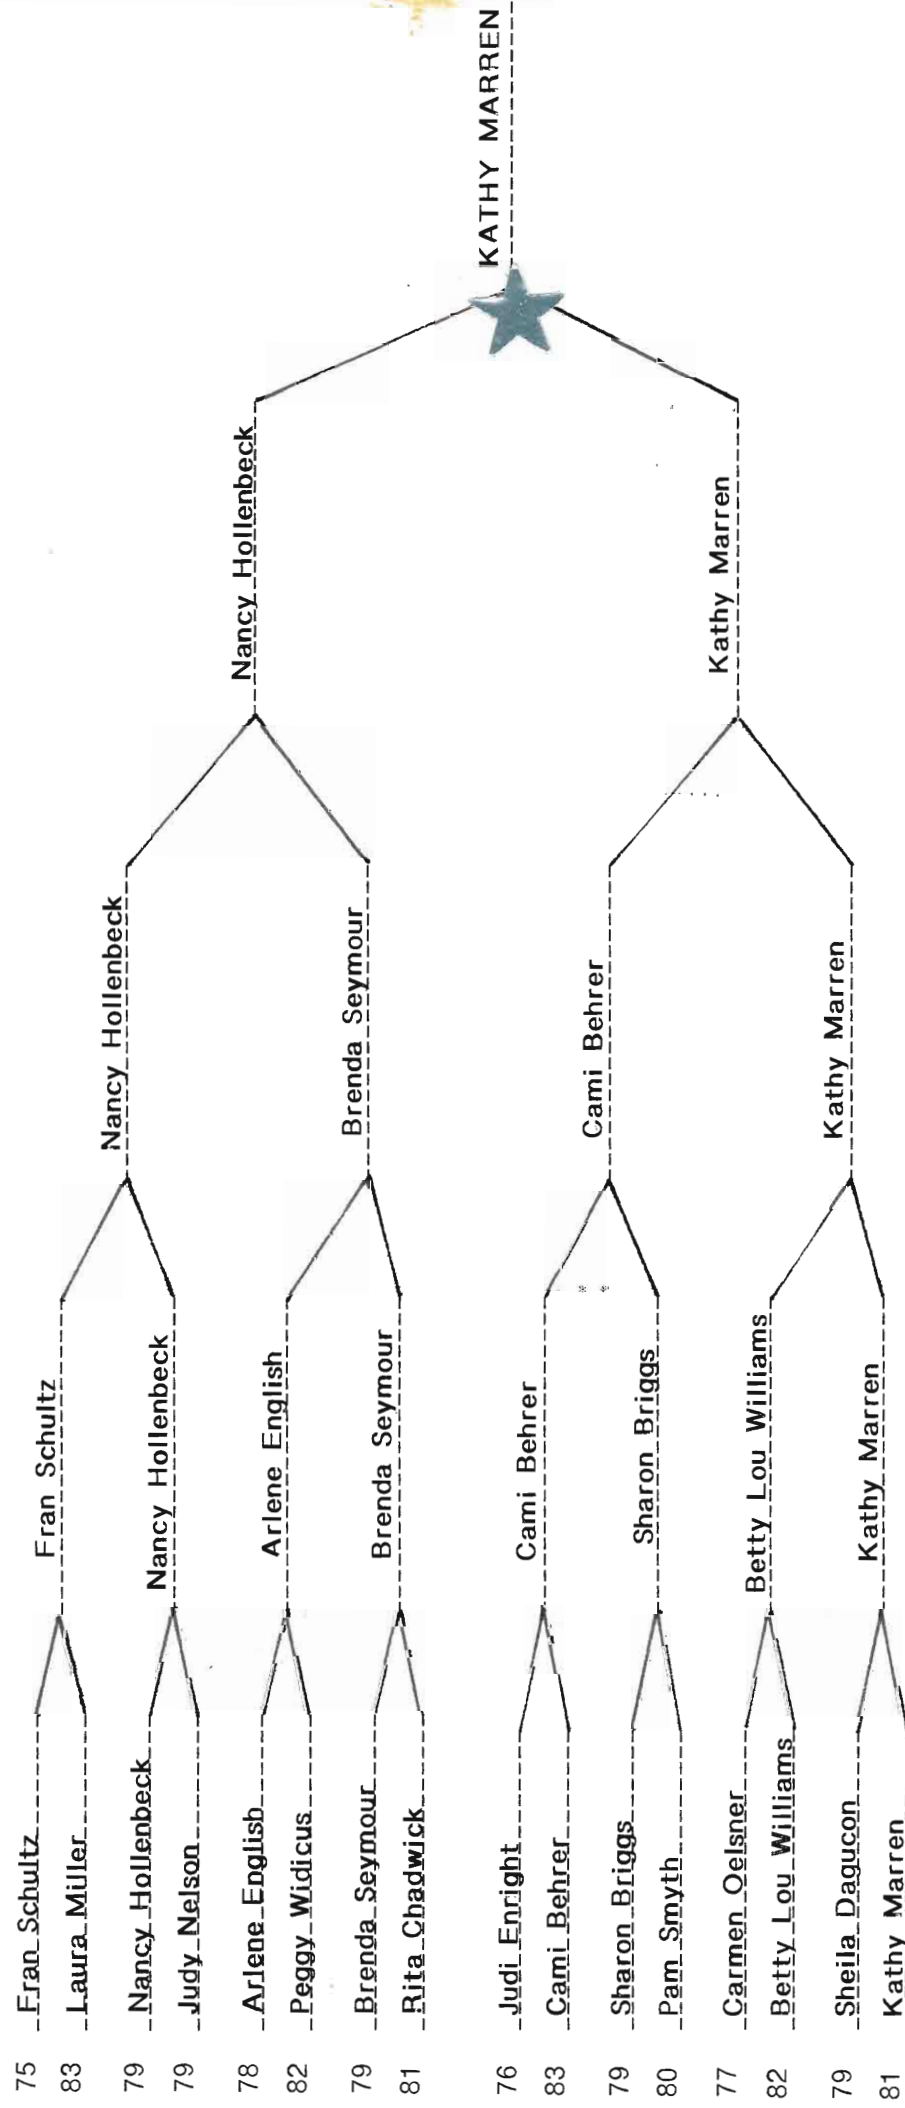 75 Fran Schultz
83 Laura Miller
79 Nancy Hollenbeck
79 Judy Nelson
78 Arlene English
82 Peggy Widicus
79 Brenda Seymour
81 Rita Chadwick
76 Judi Enright
83 Cami Behrer
79 Sharon Briggs
80 Pam Smyth
77 Carmen Oelsner
82 Betty Lou Williams
79 Sheila Dagucon
81 Kathy Marren
Fran Schultz
Nancy Hollenbeck
Arlene English
Brenda Seymour
Cami Behrer
Sharon Briggs
Betty Lou Williams
Kathy Marren
Nancy Hollenbeck
Brenda Seymour
Cami Behrer
Kathy Marren
Nancy Hollenbeck
Kathy Marren
KATHY MARREN